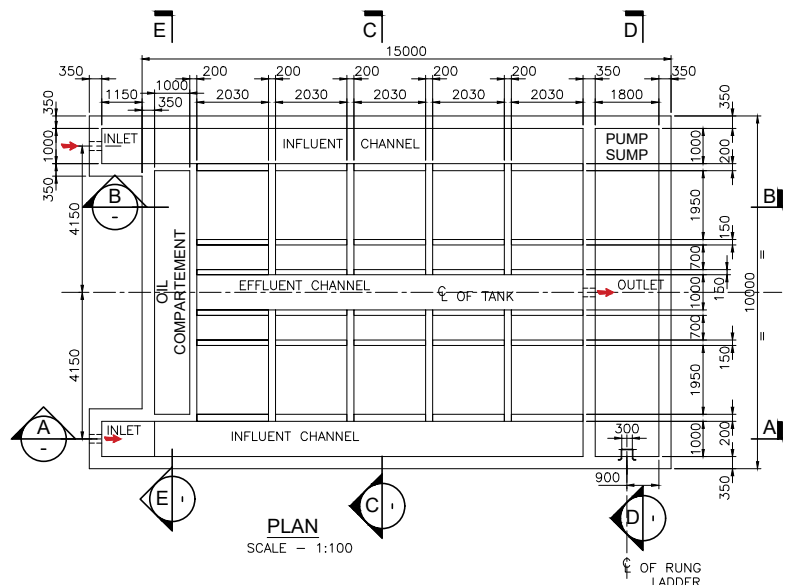 E C D
15000
350 1000 200 200 200 200 200 350 350
1150 350 2030 2030 2030 2030 2030 1800
350 INLET INFLUENT CHANNEL PUMP 350
1000 SUMP 1000 200
350
B B
- 1950
4150 150
OIL
COMPARTEMENT
700
EFFLUENT CHANNEL ℄ OF TANK OUTLET
1000 150 10000
=
=
700
150
4150 1950
A INLET 300 A
- INFLUENT CHANNEL 1000 200
900 350
E - C - D -
PLAN
SCALE - 1:100
℄ OF RUNG
LADDER